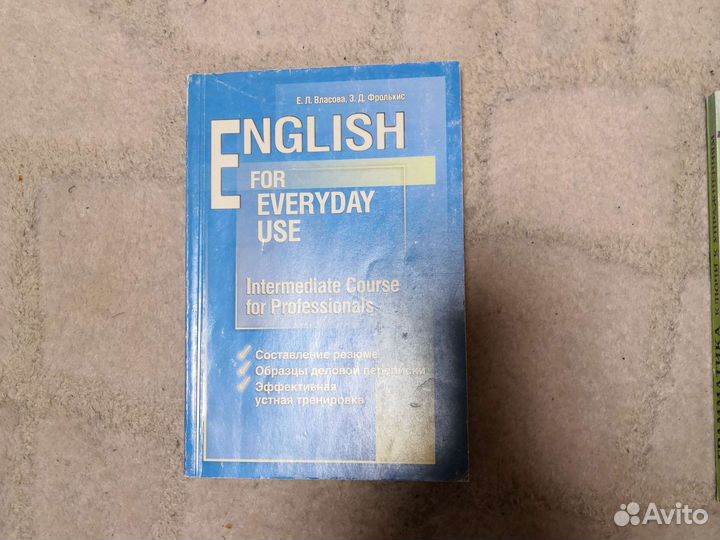 Е. Л. Власова, З. Д. Фролькис
ENGLISH
FOR
EVERYDAY
USE
Intermediate Course
for Professionals
Составление резюме
Образцы деловой переписки
Эффективная
устная тренировка
Avito